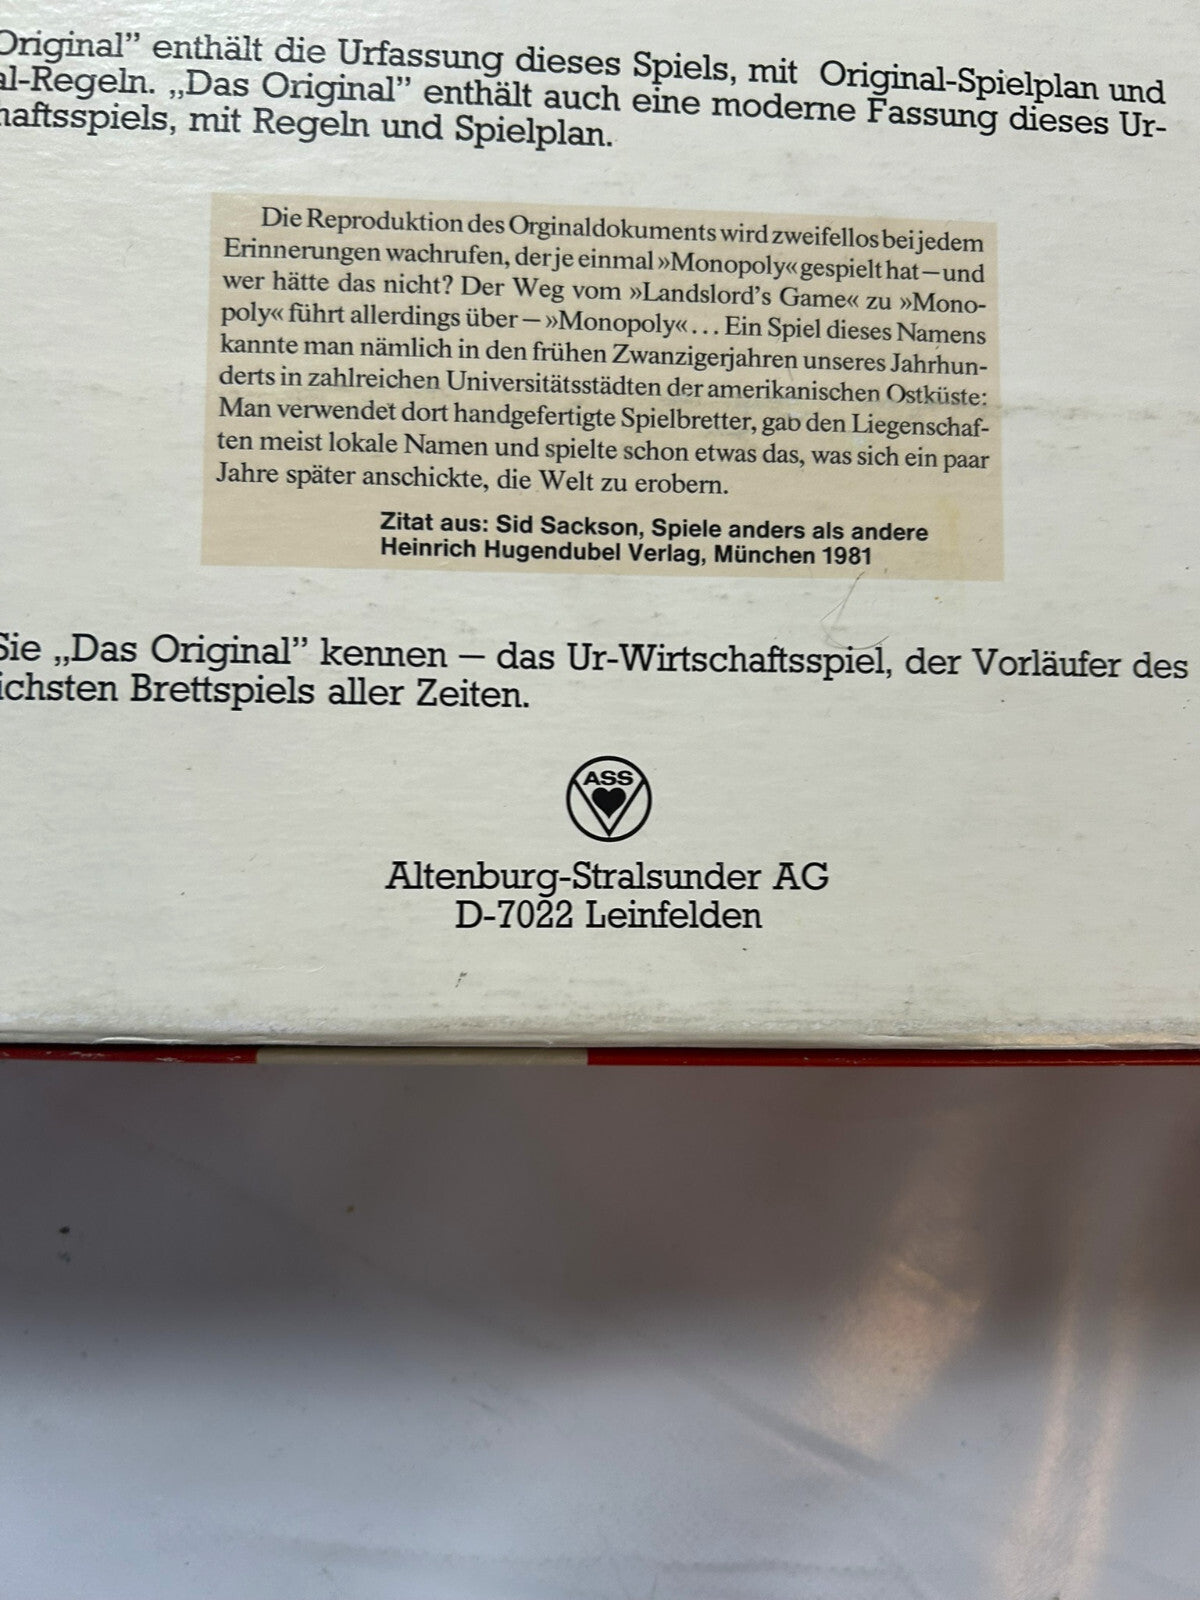 Original” enthält die Urfassung dieses Spiels, mit Original-Spielplan und
al-Regeln. „Das Original” enthält auch eine moderne Fassung dieses Ur-
haftsspiels, mit Regeln und Spielplan.
Die Reproduktion des Orginaldokuments wird zweifellos bei jedem
Erinnerungen wachrufen, der je einmal »Monopoly« gespielt hat – und
wer hätte das nicht? Der Weg vom »Landslord’s Game« zu »Mono-
poly« führt allerdings über – »Monopoly« ... Ein Spiel dieses Namens
kannte man nämlich in den frühen Zwanzigerjahren unseres Jahrhun-
derts in zahlreichen Universitätsstädten der amerikanischen Ostküste:
Man verwendet dort handgefertigte Spielbretter, gab den Liegenschaf-
ten meist lokale Namen und spielte schon etwas das, was sich ein paar
Jahre später anschickte, die Welt zu erobern.
Zitat aus: Sid Sackson, Spiele anders als andere
Heinrich Hugendubel Verlag, München 1981
Sie „Das Original” kennen – das Ur-Wirtschaftsspiel, der Vorläufer des
ichsten Brettspiels aller Zeiten.
ASS
Altenburg-Stralsunder AG
D-7022 Leinfelden